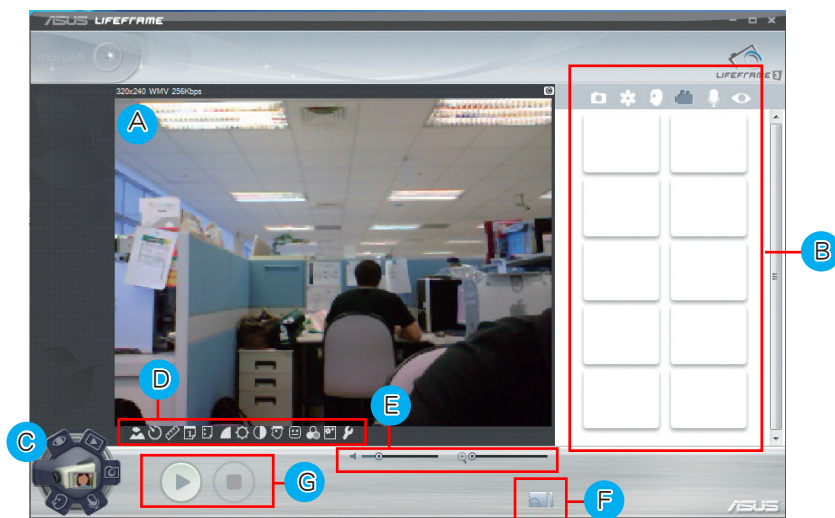 ASUS LIFEFRAME
WEBCAM
LIFEFRAME 3
320x240 WMV 256Kbps
A
B
D
E
C
G
F
ASUS